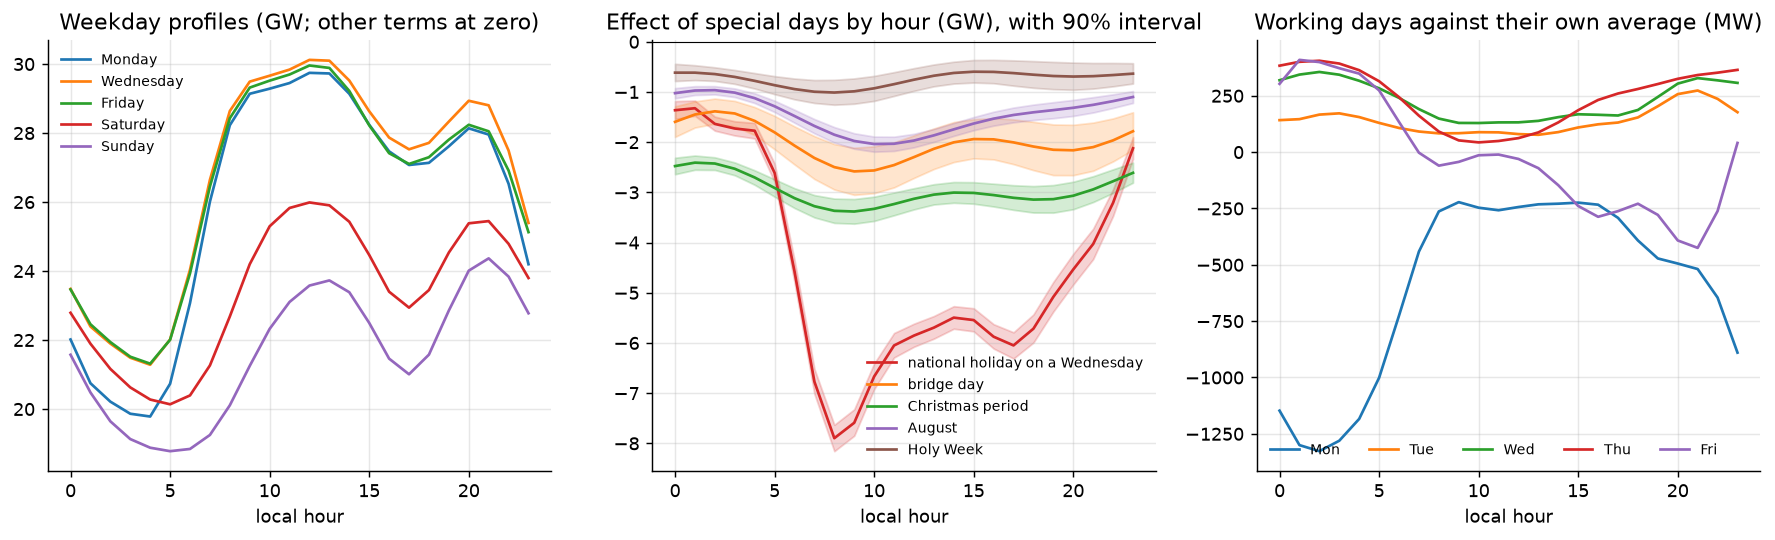 Weekday profiles (GW; other terms at zero)
30
28
26
24
22
20
0
5
10
15
20
local hour
Monday
Wednesday
Friday
Saturday
Sunday
Effect of special days by hour (GW), with 90% interval
0
−1
−2
−3
−4
−5
−6
−7
−8
0
5
10
15
20
local hour
national holiday on a Wednesday
bridge day
Christmas period
August
Holy Week
Working days against their own average (MW)
250
0
−250
−500
−750
−1000
−1250
0
5
10
15
20
local hour
Mon Tue Wed Thu Fri